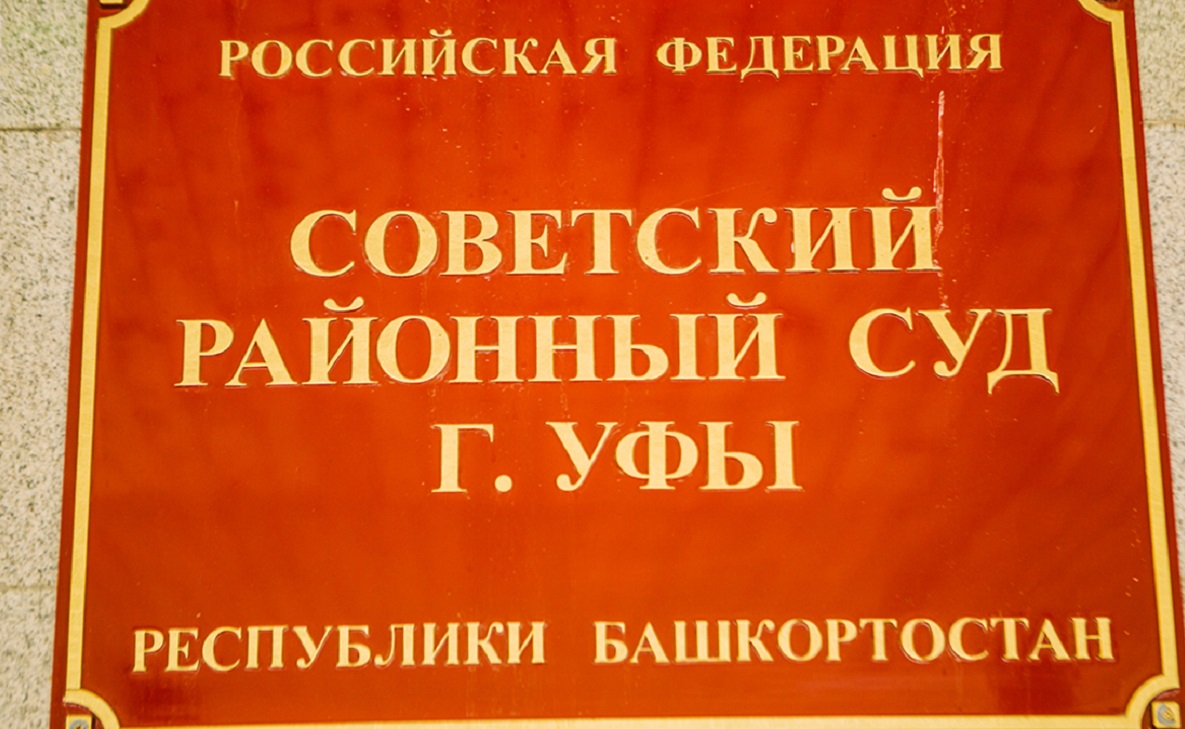 РОССИЙСКАЯ ФЕДЕРАЦИЯ
СОВЕТСКИЙ
РАЙОННЫЙ СУД
Г. УФЫ
РЕСПУБЛИКИ БАШКОРТОСТАН